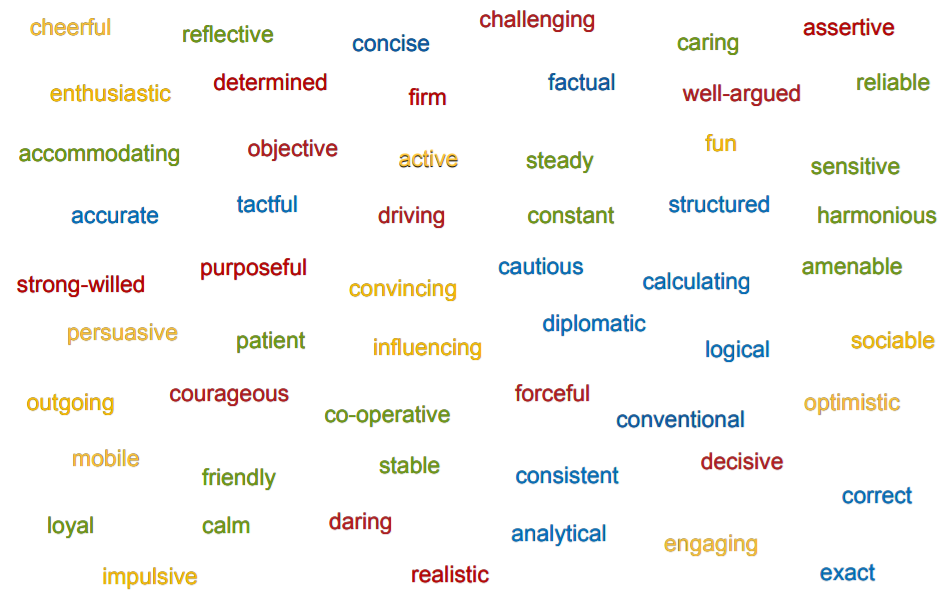 cheerful
reflective
concise
challenging
caring
assertive
enthusiastic
determined
firm
factual
well-argued
reliable
accommodating
objective
active
steady
fun
sensitive
accurate
tactful
driving
constant
structured
harmonious
strong-willed
purposeful
convincing
cautious
calculating
amenable
persuasive
patient
influencing
diplomatic
logical
sociable
outgoing
courageous
co-operative
forceful
conventional
optimistic
mobile
friendly
stable
consistent
decisive
correct
loyal
calm
daring
analytical
engaging
impulsive
realistic
exact